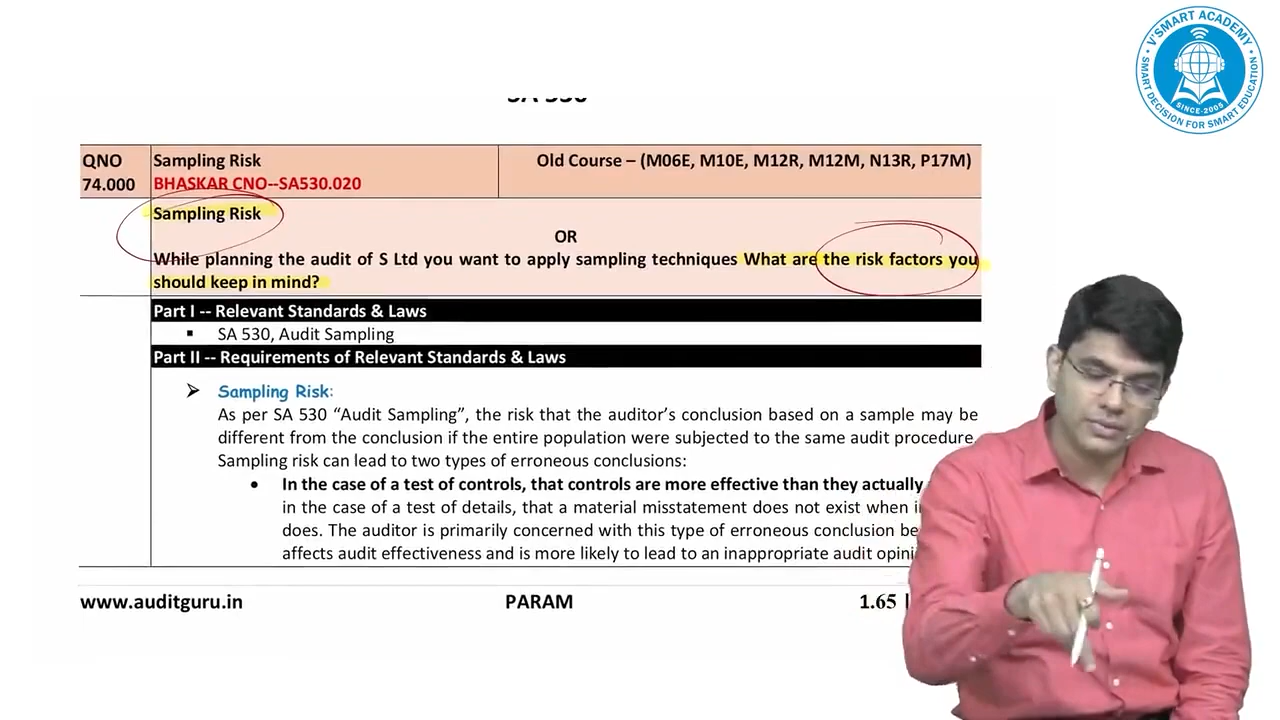 V'SMART ACADEMY
SINCE-2005
SMART DECISION FOR SMART EDUCATION
SA 530
QNO
74.000
Sampling Risk
BHASKAR CNO--SA530.020
Old Course – (M06E, M10E, M12R, M12M, N13R, P17M)
Sampling Risk
OR
While planning the audit of S Ltd you want to apply sampling techniques What are the risk factors you
should keep in mind?
Part I -- Relevant Standards & Laws
▪ SA 530, Audit Sampling
Part II -- Requirements of Relevant Standards & Laws
➢ Sampling Risk:
As per SA 530 “Audit Sampling”, the risk that the auditor’s conclusion based on a sample may be
different from the conclusion if the entire population were subjected to the same audit procedure.
Sampling risk can lead to two types of erroneous conclusions:
• In the case of a test of controls, that controls are more effective than they actually
in the case of a test of details, that a material misstatement does not exist when
does. The auditor is primarily concerned with this type of erroneous conclusion
affects audit effectiveness and is more likely to lead to an inappropriate audit
www.auditguru.in
PARAM
1.65 |